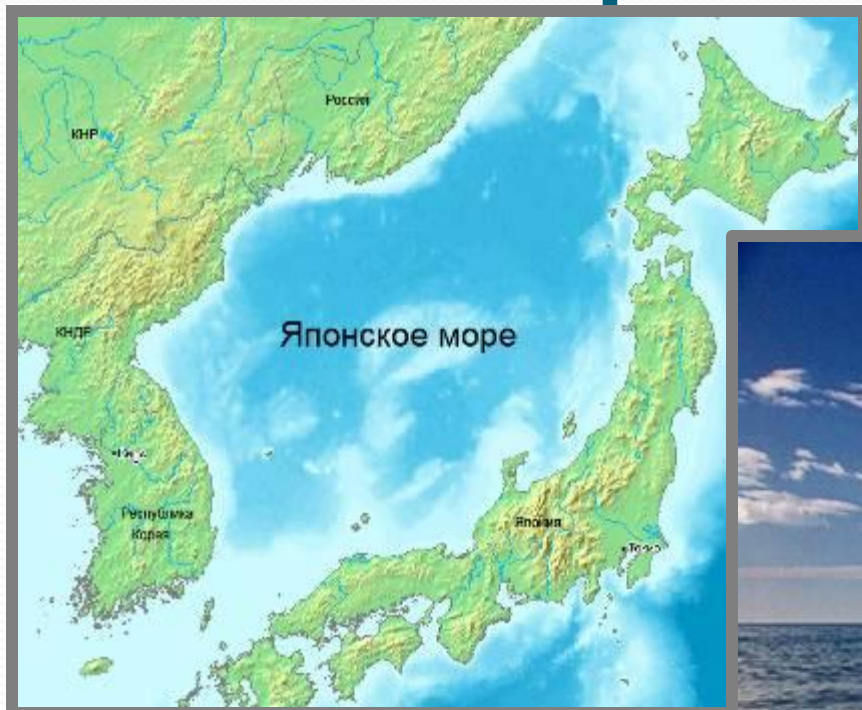 Россия
КНР
Японское море
КНДР
Республика
Корея
Япония
Токио